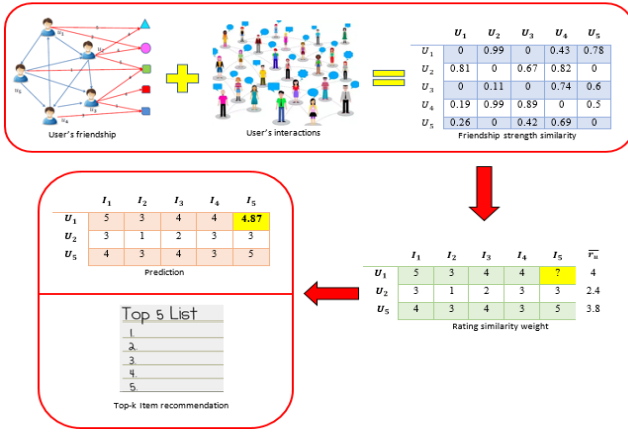 U₁
U₂
U₃
U₄
U₅
User's friendship
User's interactions
U₁ U₂ U₃ U₄ U₅
U₁ 0 0.99 0 0.43 0.78
U₂ 0.81 0 0.67 0.82 0
U₃ 0 0.11 0 0.74 0.6
U₄ 0.19 0.99 0.89 0 0.5
U₅ 0.26 0 0.42 0.69 0
Friendship strength similarity
I₁ I₂ I₃ I₄ I₅
U₁ 5 3 4 4 4.87
U₂ 3 1 2 3 3
U₅ 4 3 4 3 5
Prediction
Top 5 List
1.
2.
3.
4.
5.
Top-k Item recommendation
I₁ I₂ I₃ I₄ I₅ r̅ᵤ
U₁ 5 3 4 4 ? 4
U₂ 3 1 2 3 3 2.4
U₅ 4 3 4 3 5 3.8
Rating similarity weight